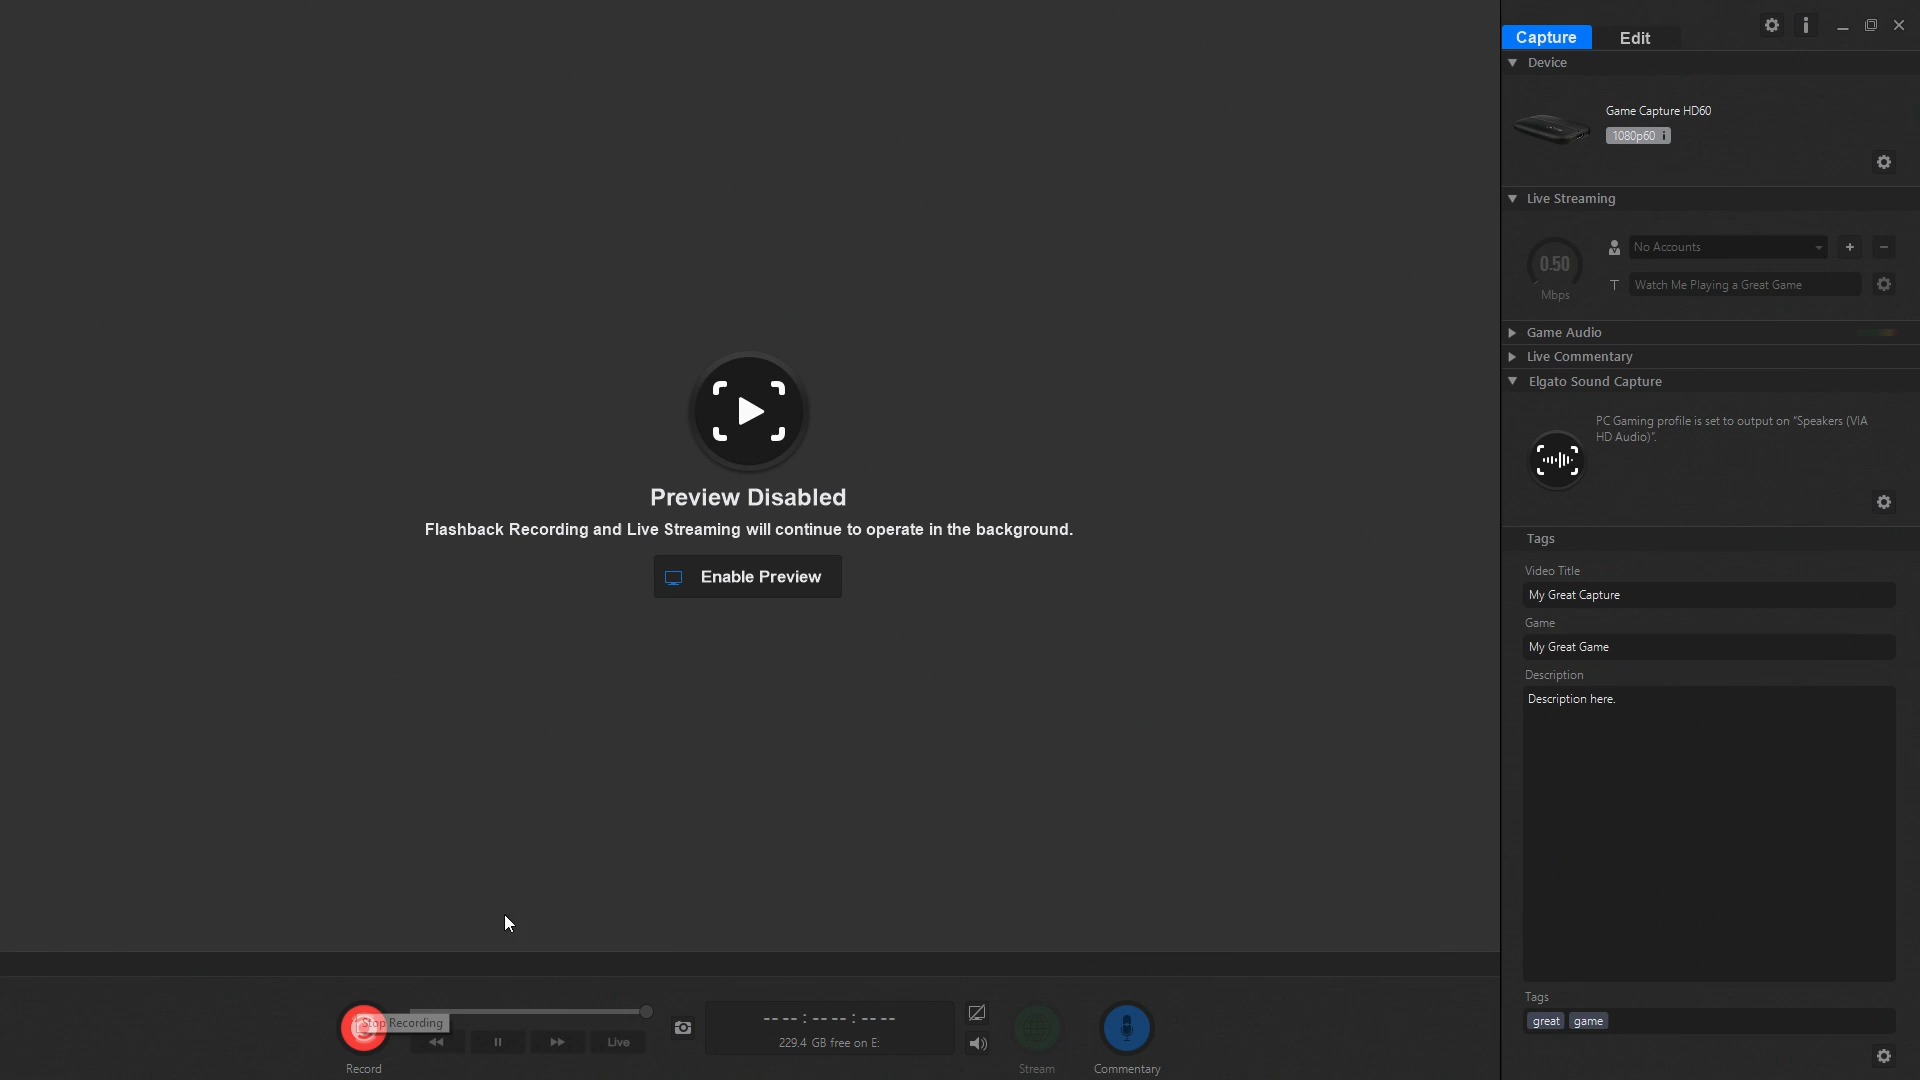 Capture
Edit
Device
Game Capture HD60
1080p60 i
Live Streaming
0.50
Mbps
No Accounts
+
−
T
Watch Me Playing a Great Game
Game Audio
Live Commentary
Elgato Sound Capture
PC Gaming profile is set to output on "Speakers (VIA
HD Audio)".
Preview Disabled
Flashback Recording and Live Streaming will continue to operate in the background.
Enable Preview
Tags
Video Title
My Great Capture
Game
My Great Game
Description
Description here.
Tags
great game
Stop Recording
Live
Record
-- -- : -- -- : -- --
229.4 GB free on E:
Stream
Commentary